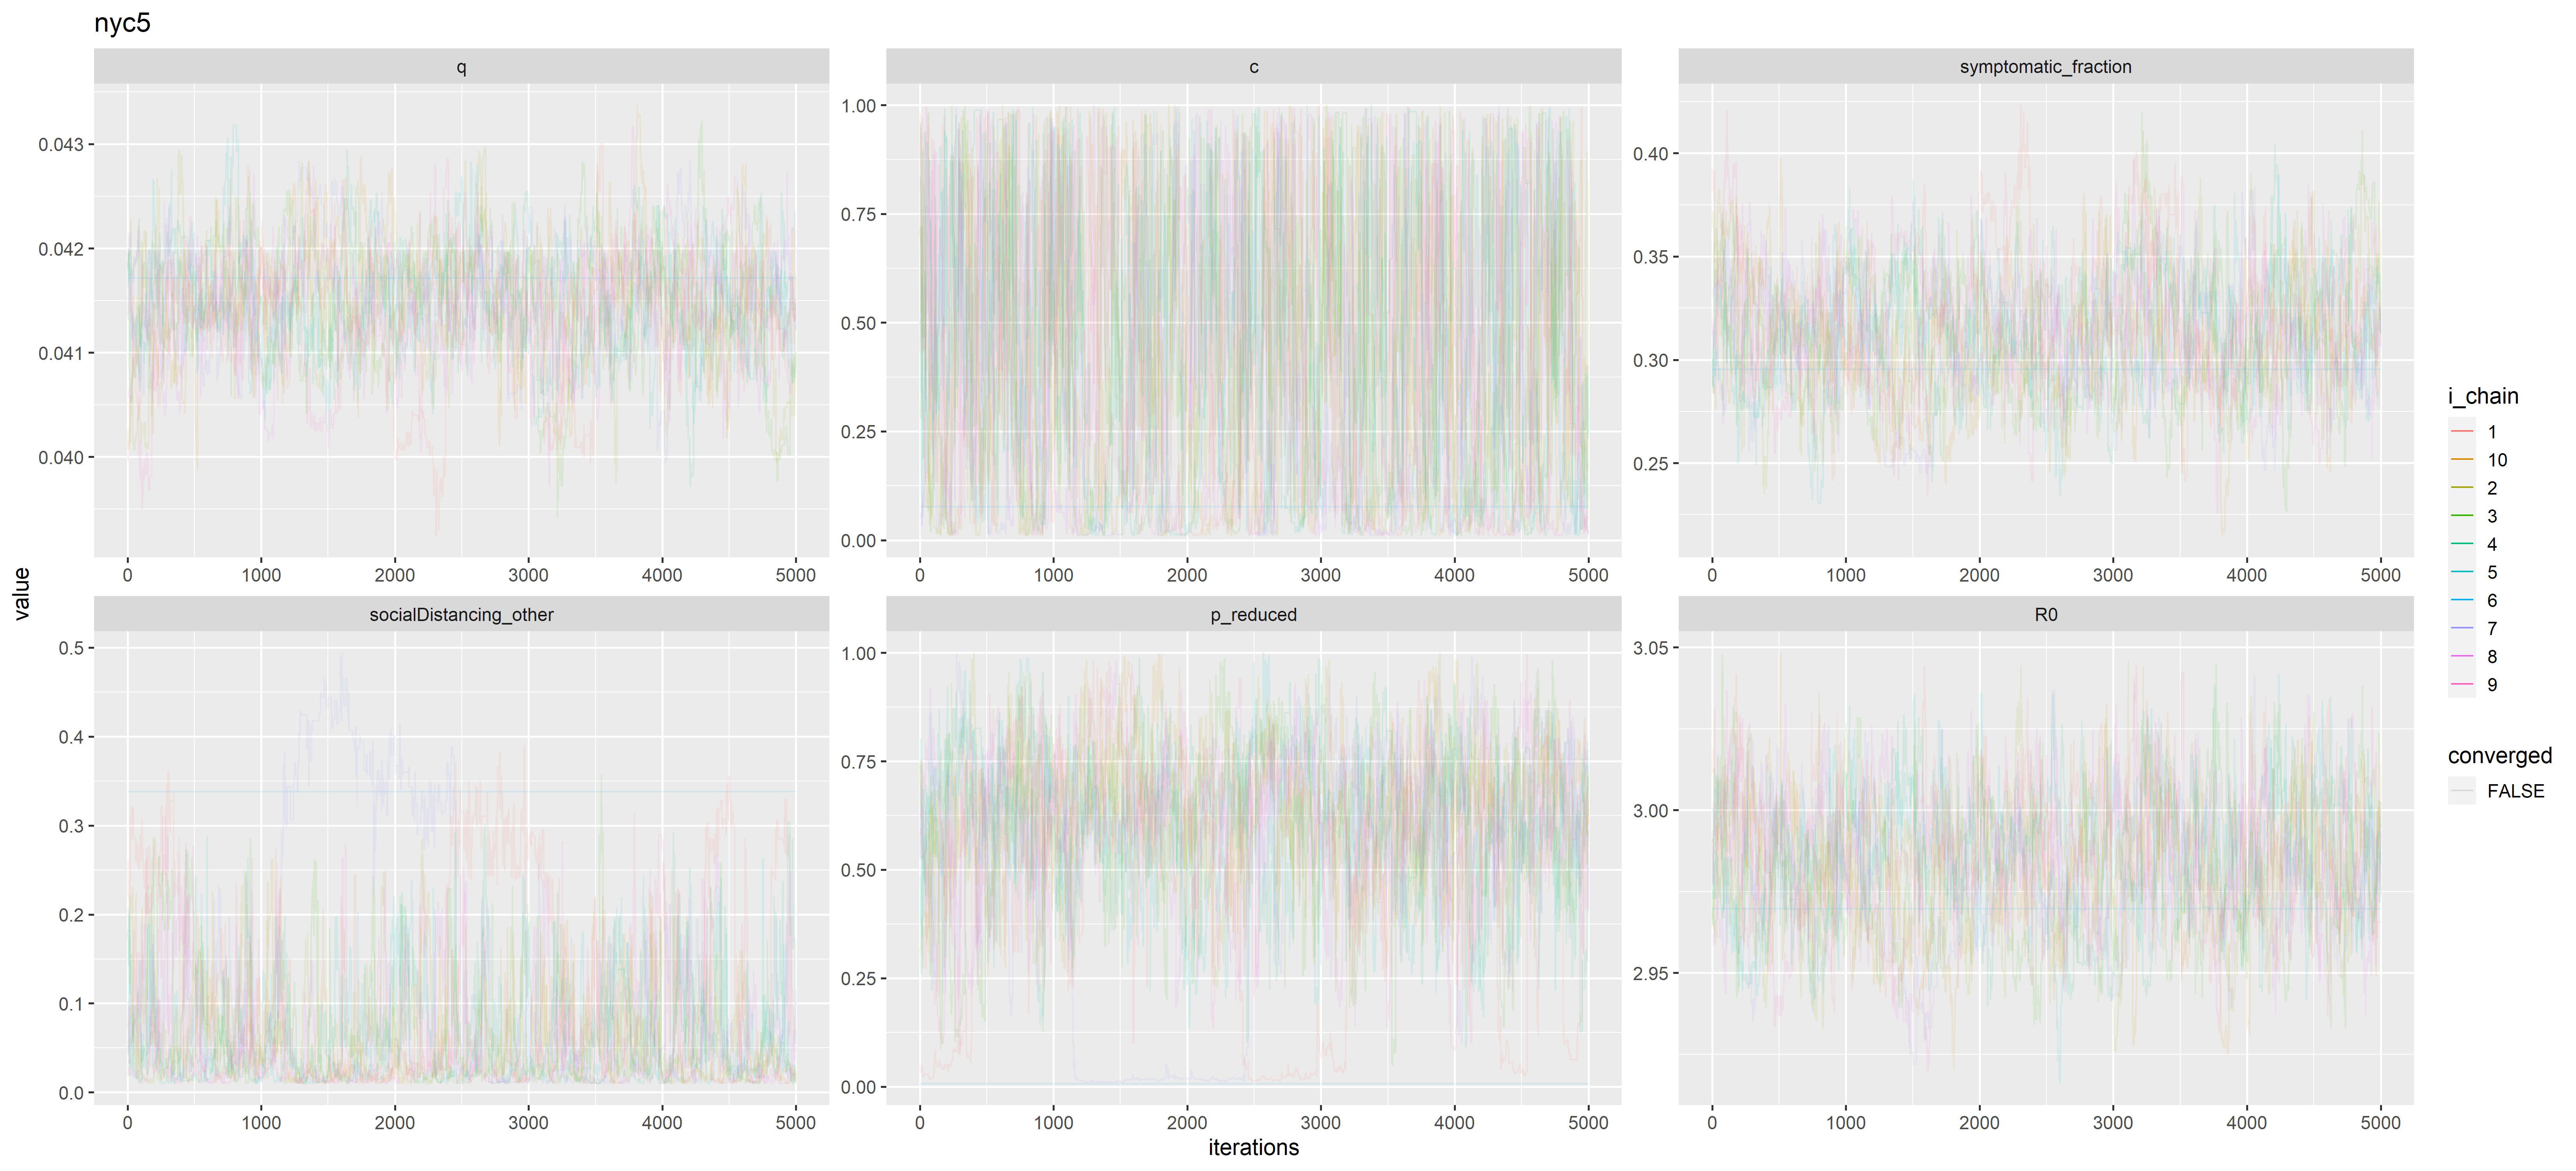 nyc5
q
c
symptomatic_fraction
0.043
0.042
0.041
0.040
0 1000 2000 3000 4000 5000
1.00
0.75
0.50
0.25
0.00
0 1000 2000 3000 4000 5000
0.40
0.35
0.30
0.25
0 1000 2000 3000 4000 5000
value
socialDistancing_other
p_reduced
R0
0.5
0.4
0.3
0.2
0.1
0.0
0 1000 2000 3000 4000 5000
1.00
0.75
0.50
0.25
0.00
0 1000 2000 3000 4000 5000
3.05
3.00
2.95
0 1000 2000 3000 4000 5000
iterations
i_chain
1
10
2
3
4
5
6
7
8
9
converged
FALSE